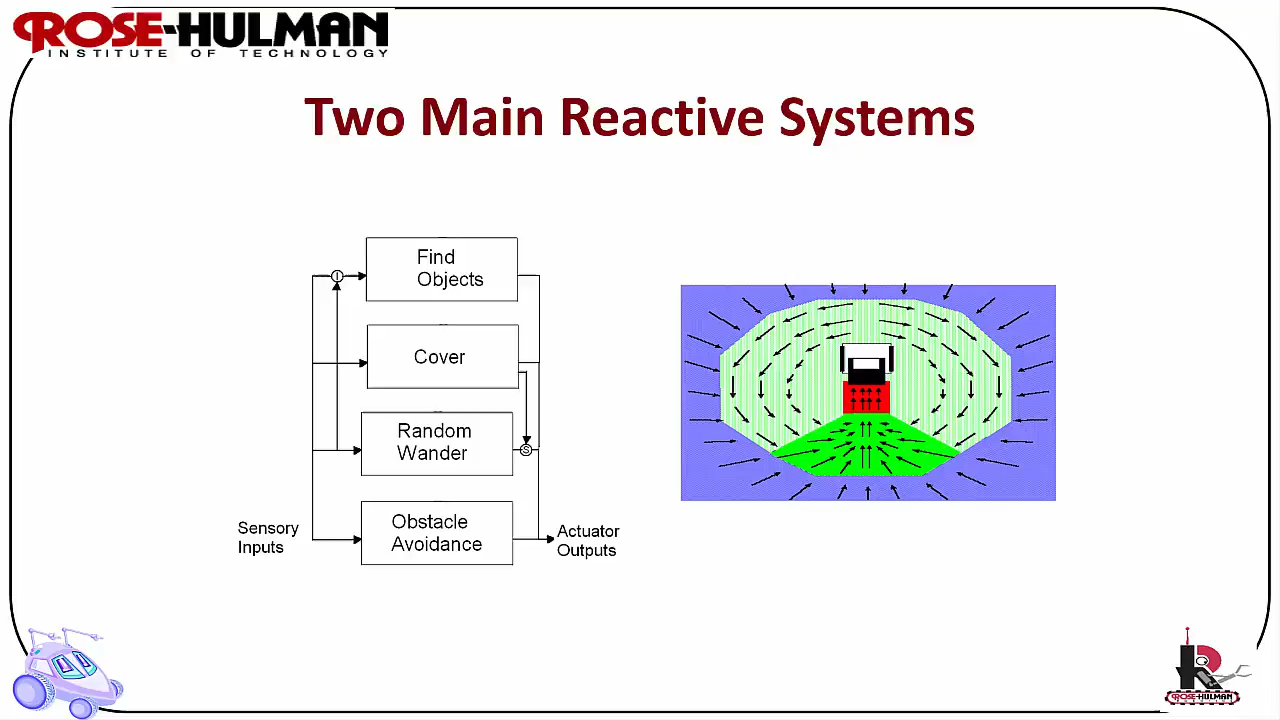 ROSE-HULMAN
INSTITUTE OF TECHNOLOGY
Two Main Reactive Systems
Find
Objects
I
Cover
Random
Wander
S
Obstacle
Avoidance
Sensory
Inputs
Actuator
Outputs
R
ROSE-HULMAN